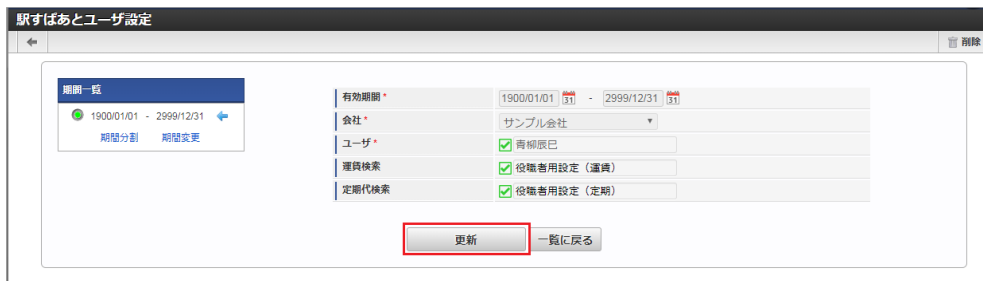 駅すぱあとユーザ設定
削除
期間一覧
1900/01/01 - 2999/12/31
期間分割 期間変更
有効期間* 1900/01/01 31 - 2999/12/31 31
会社* サンプル会社
ユーザ* 青柳辰巳
運賃検索 役職者用設定（運賃）
定期代検索 役職者用設定（定期）
更新 一覧に戻る